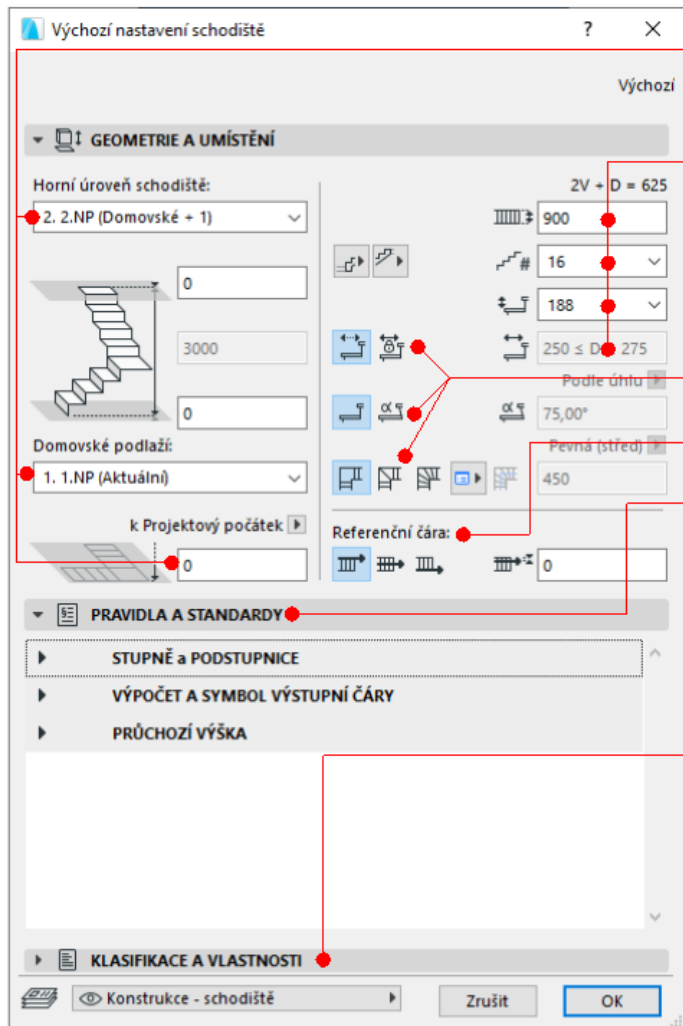 Výchozí nastavení schodiště
?
Výchozí
GEOMETRIE A UMÍSTĚNÍ
Horní úroveň schodiště:
2V + D = 625
2. 2.NP (Domovské + 1)
900
0
# 16
188
3000
250 ≤ D 275
Podle úhlu
0
α
α 75,00°
Domovské podlaží:
Pevná (střed)
1. 1.NP (Aktuální)
450
k Projektový počátek
Referenční čára:
0
0
PRAVIDLA A STANDARDY
STUPNĚ a PODSTUPNICE
VÝPOČET A SYMBOL VÝSTUPNÍ ČÁRY
PRŮCHOZÍ VÝŠKA
KLASIFIKACE A VLASTNOSTI
Konstrukce - schodiště
Zrušit
OK